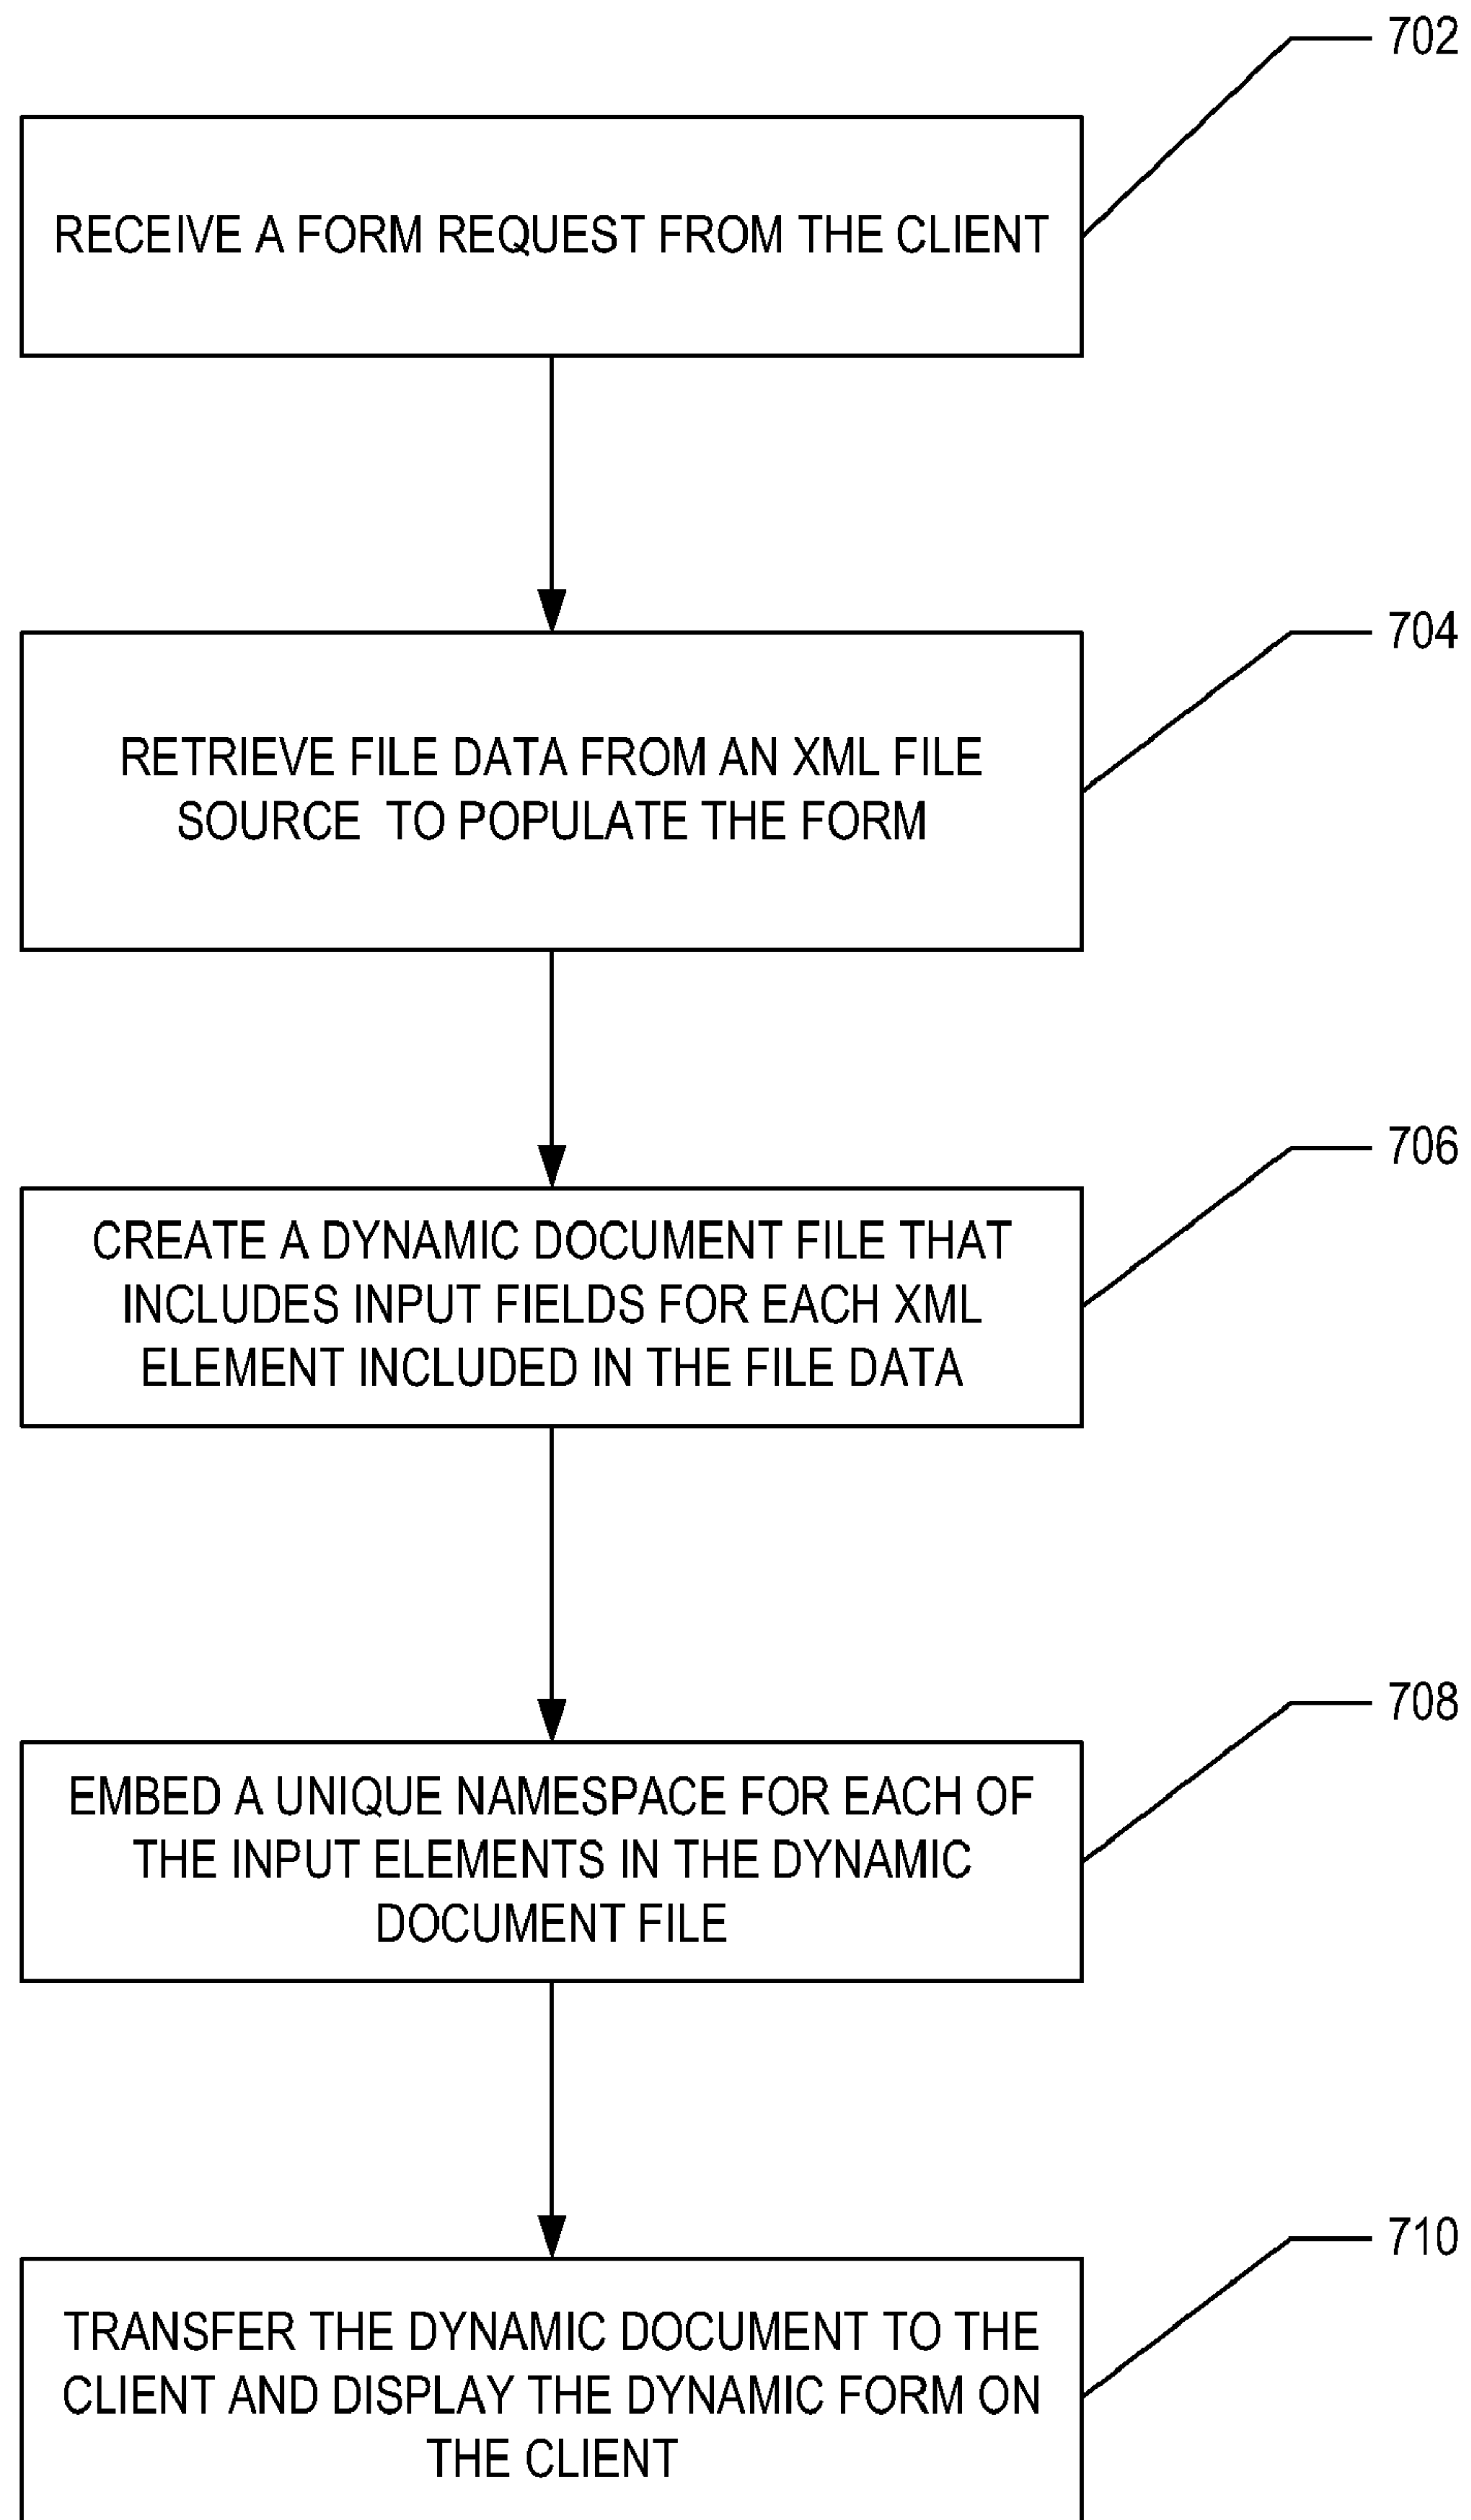 702
RECEIVE A FORM REQUEST FROM THE CLIENT
704
RETRIEVE FILE DATA FROM AN XML FILE
SOURCE TO POPULATE THE FORM
706
CREATE A DYNAMIC DOCUMENT FILE THAT
INCLUDES INPUT FIELDS FOR EACH XML
ELEMENT INCLUDED IN THE FILE DATA
708
EMBED A UNIQUE NAMESPACE FOR EACH OF
THE INPUT ELEMENTS IN THE DYNAMIC
DOCUMENT FILE
710
TRANSFER THE DYNAMIC DOCUMENT TO THE
CLIENT AND DISPLAY THE DYNAMIC FORM ON
THE CLIENT